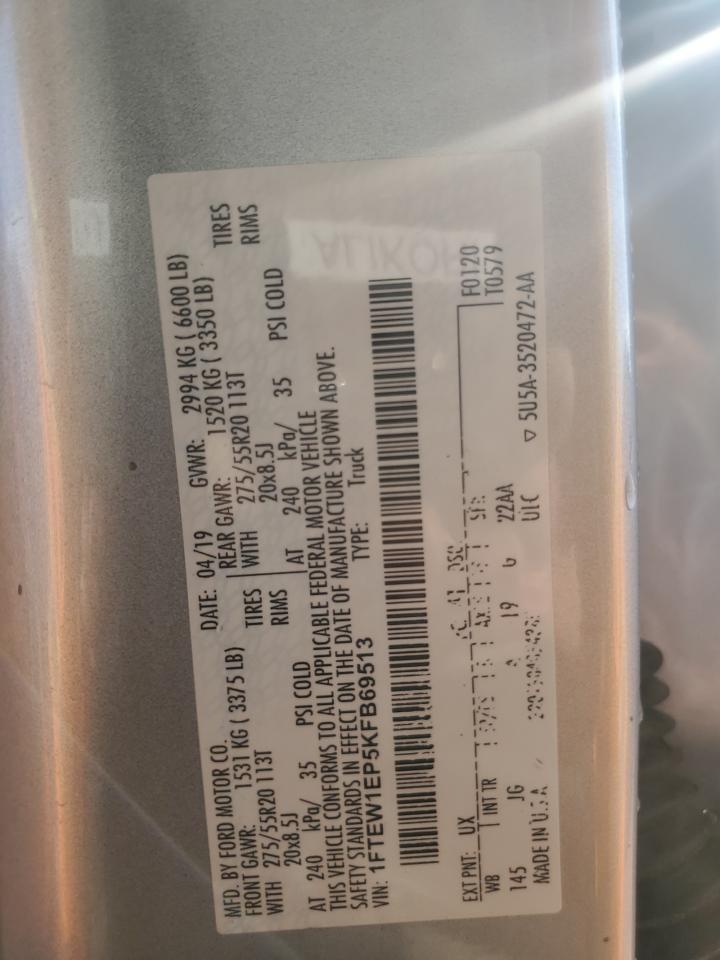 MFD. BY FORD MOTOR CO. DATE: 04/19 GVWR: 2994 KG ( 6600 LB)
FRONT GAWR: 1531 KG ( 3375 LB) REAR GAWR: 1520 KG ( 3350 LB)
WITH 275/55R20 113T TIRES WITH 275/55R20 113T TIRES
20x8.5J RIMS 20x8.5J RIMS
AT 240 kPa/ 35 PSI COLD AT 240 kPa/ 35 PSI COLD
THIS VEHICLE CONFORMS TO ALL APPLICABLE FEDERAL MOTOR VEHICLE
SAFETY STANDARDS IN EFFECT ON THE DATE OF MANUFACTURE SHOWN ABOVE.
VIN: 1FTEW1EP5KFB69513 TYPE: Truck
EXT PNT: UX F0120
T0579
WB INT TR
145 JG 19 22AA
MADE IN U.S.A UIC
▽ 5U5A-3520472-AA